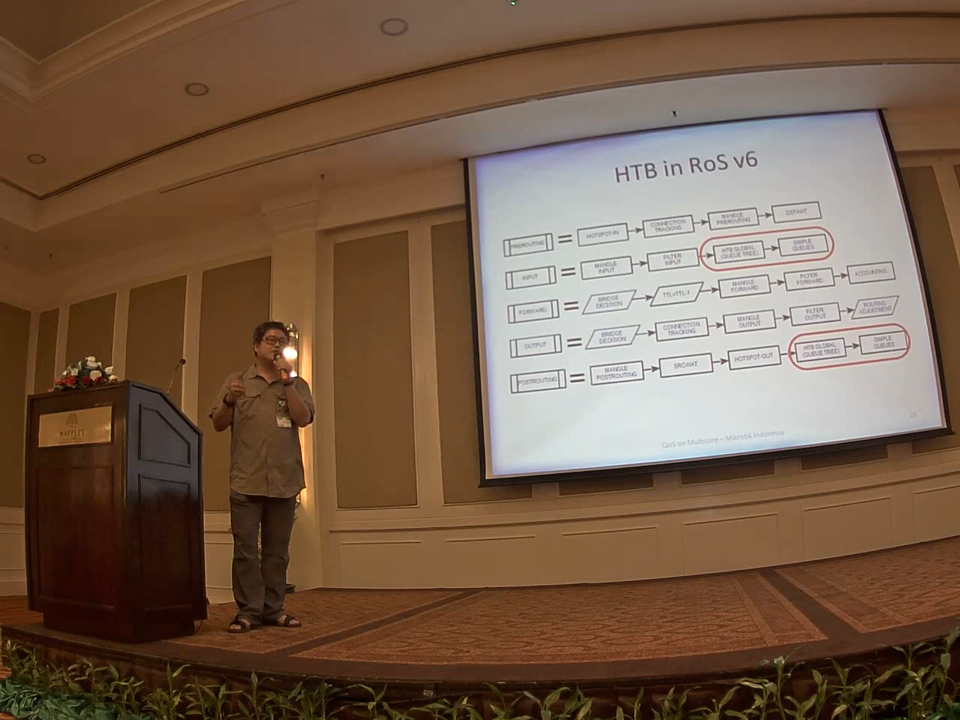 HTB in RoS v6
PREROUTING = HOTSPOT-IN CONNECTION TRACKING MANGLE PREROUTING DSTNAT
INPUT = MANGLE INPUT FILTER INPUT HTB GLOBAL (QUEUE TREE) SIMPLE QUEUES
FORWARD = BRIDGE DECISION TTL=TTL-1 MANGLE FORWARD FILTER FORWARD ACCOUNTING
OUTPUT = BRIDGE DECISION CONNECTION TRACKING MANGLE OUTPUT FILTER OUTPUT ROUTING ADJUSTMENT
POSTROUTING = MANGLE POSTROUTING SRCNAT HOTSPOT-OUT HTB GLOBAL (QUEUE TREE) SIMPLE QUEUES
QoS on Multicore – Mikrotik Indonesia
25
RAFFLES